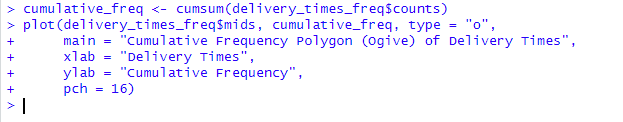 > cumulative_freq <- cumsum(delivery_times_freq$counts)
> plot(delivery_times_freq$mids, cumulative_freq, type = "o",
+      main = "Cumulative Frequency Polygon (Ogive) of Delivery Times",
+      xlab = "Delivery Times",
+      ylab = "Cumulative Frequency",
+      pch = 16)
>